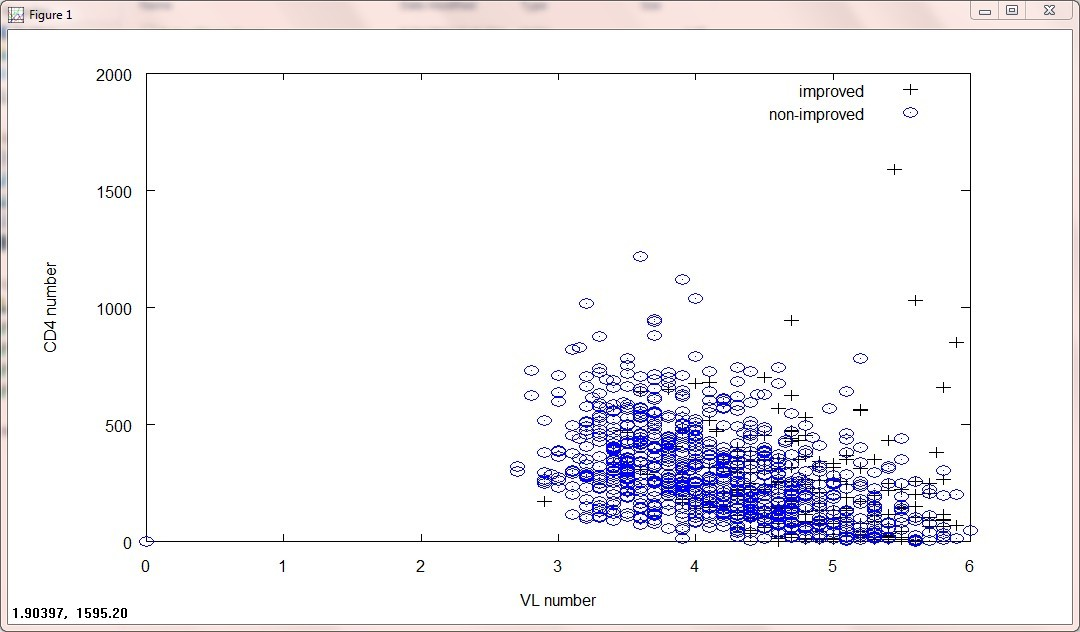 Figure 1
2000
1500
1000
500
0
improved
non-improved
CD4 number
0 1 2 3 4 5 6
VL number
1.90397, 1595.20